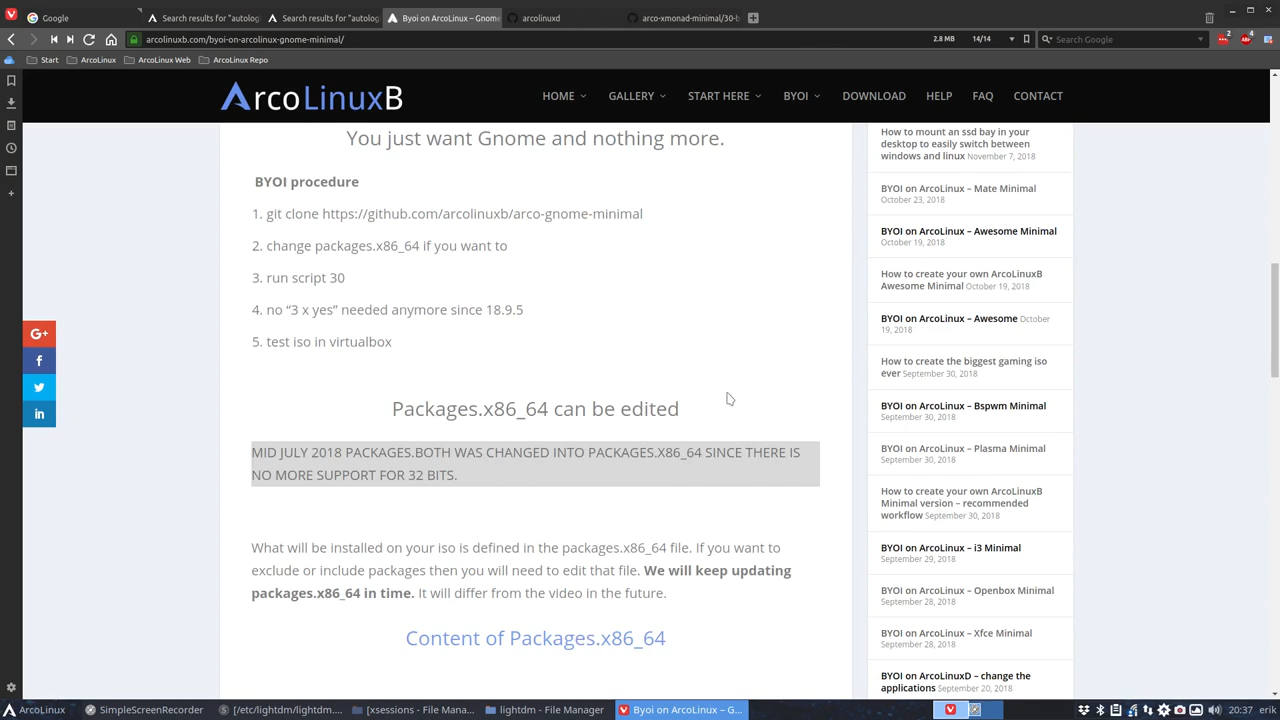 Google
Search results for "autolog
Search results for "autolog
Byoi on ArcoLinux – Gnome
arcolinuxd
arco-xmonad-minimal/30-b
arcolinuxb.com/byoi-on-arcolinux-gnome-minimal/
2.8 MB
14/14
Search Google
2
4
Start
ArcoLinux
ArcoLinux Web
ArcoLinux Repo
ArcoLinuxB
HOME
GALLERY
START HERE
BYOI
DOWNLOAD
HELP
FAQ
CONTACT
You just want Gnome and nothing more.
BYOI procedure
1. git clone https://github.com/arcolinuxb/arco-gnome-minimal
2. change packages.x86_64 if you want to
3. run script 30
4. no “3 x yes” needed anymore since 18.9.5
5. test iso in virtualbox
Packages.x86_64 can be edited
MID JULY 2018 PACKAGES.BOTH WAS CHANGED INTO PACKAGES.X86_64 SINCE THERE IS
NO MORE SUPPORT FOR 32 BITS.
What will be installed on your iso is defined in the packages.x86_64 file. If you want to
exclude or include packages then you will need to edit that file. We will keep updating
packages.x86_64 in time. It will differ from the video in the future.
Content of Packages.x86_64
How to mount an ssd bay in your
desktop to easily switch between
windows and linux November 7, 2018
BYOI on ArcoLinux – Mate Minimal
October 23, 2018
BYOI on ArcoLinux – Awesome Minimal
October 19, 2018
How to create your own ArcoLinuxB
Awesome Minimal October 19, 2018
BYOI on ArcoLinux – Awesome October
19, 2018
How to create the biggest gaming iso
ever September 30, 2018
BYOI on ArcoLinux – Bspwm Minimal
September 30, 2018
BYOI on ArcoLinux – Plasma Minimal
September 30, 2018
How to create your own ArcoLinuxB
Minimal version – recommended
workflow September 30, 2018
BYOI on ArcoLinux – i3 Minimal
September 29, 2018
BYOI on ArcoLinux – Openbox Minimal
September 28, 2018
BYOI on ArcoLinux – Xfce Minimal
September 28, 2018
BYOI on ArcoLinuxD – change the
applications September 20, 2018
G+
f
in
ArcoLinux
SimpleScreenRecorder
[/etc/lightdm/lightdm....
[xsessions - File Man...
lightdm - File Manager
Byoi on ArcoLinux – G...
20:37
erik